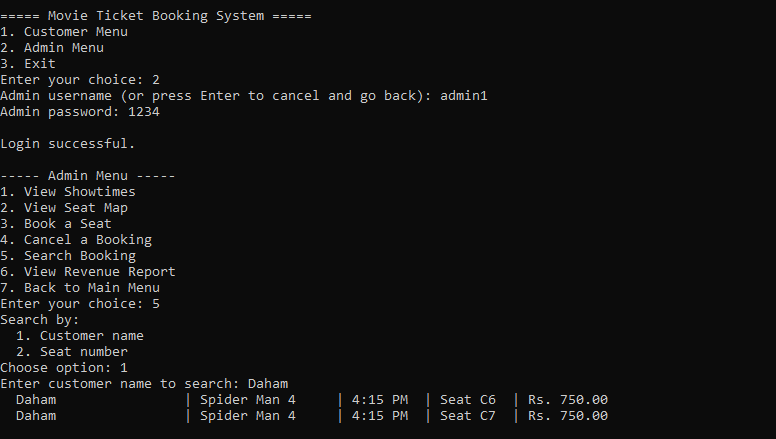 ===== Movie Ticket Booking System =====
1. Customer Menu
2. Admin Menu
3. Exit
Enter your choice: 2
Admin username (or press Enter to cancel and go back): admin1
Admin password: 1234

Login successful.

----- Admin Menu -----
1. View Showtimes
2. View Seat Map
3. Book a Seat
4. Cancel a Booking
5. Search Booking
6. View Revenue Report
7. Back to Main Menu
Enter your choice: 5
Search by:
  1. Customer name
  2. Seat number
Choose option: 1
Enter customer name to search: Daham
  Daham                | Spider Man 4     | 4:15 PM  | Seat C6  | Rs. 750.00
  Daham                | Spider Man 4     | 4:15 PM  | Seat C7  | Rs. 750.00